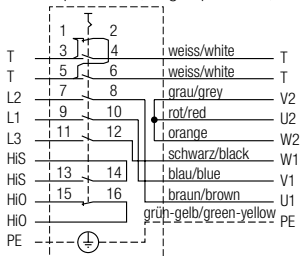 1 2
T 3 4 weiss/white T
T 5 6 weiss/white T
L2 7 8 grau/grey V2
L1 9 10 rot/red U2
L3 11 12 orange W2
HiS schwarz/black W1
HiS 13 14 blau/blue V1
HiO 15 16 braun/brown U1
HiO grün-gelb/green-yellow PE
PE